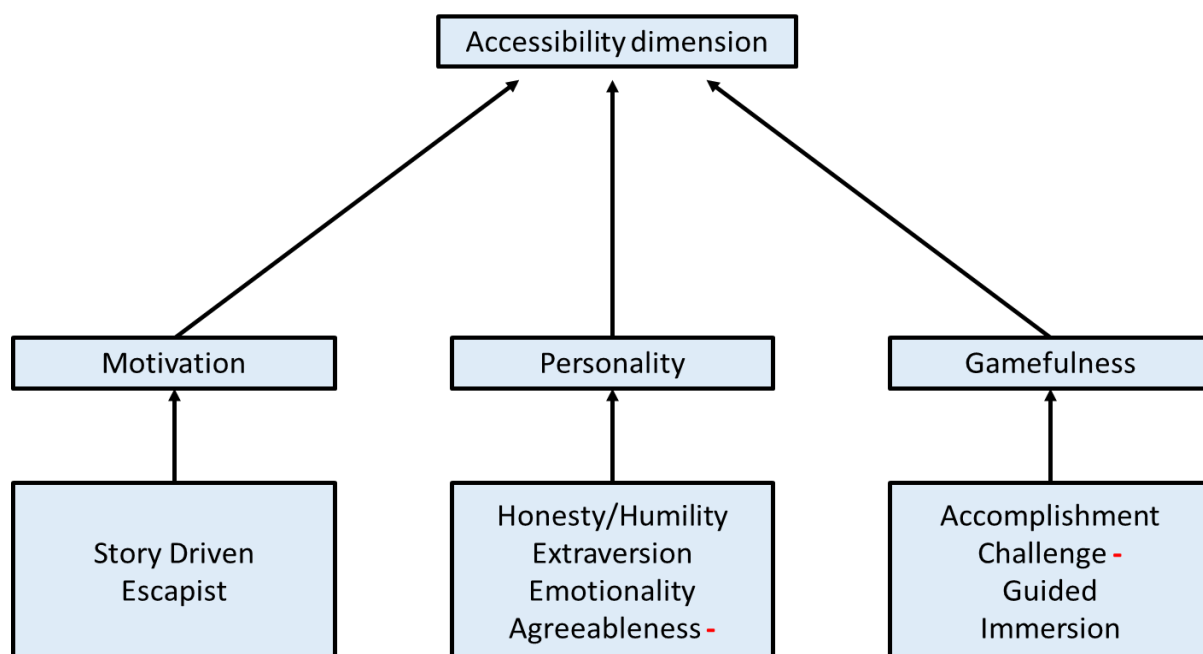 Accessibility dimension
Motivation
Personality
Gamefulness
Story Driven
Escapist
Honesty/Humility
Extraversion
Emotionality
Agreeableness -
Accomplishment
Challenge -
Guided
Immersion